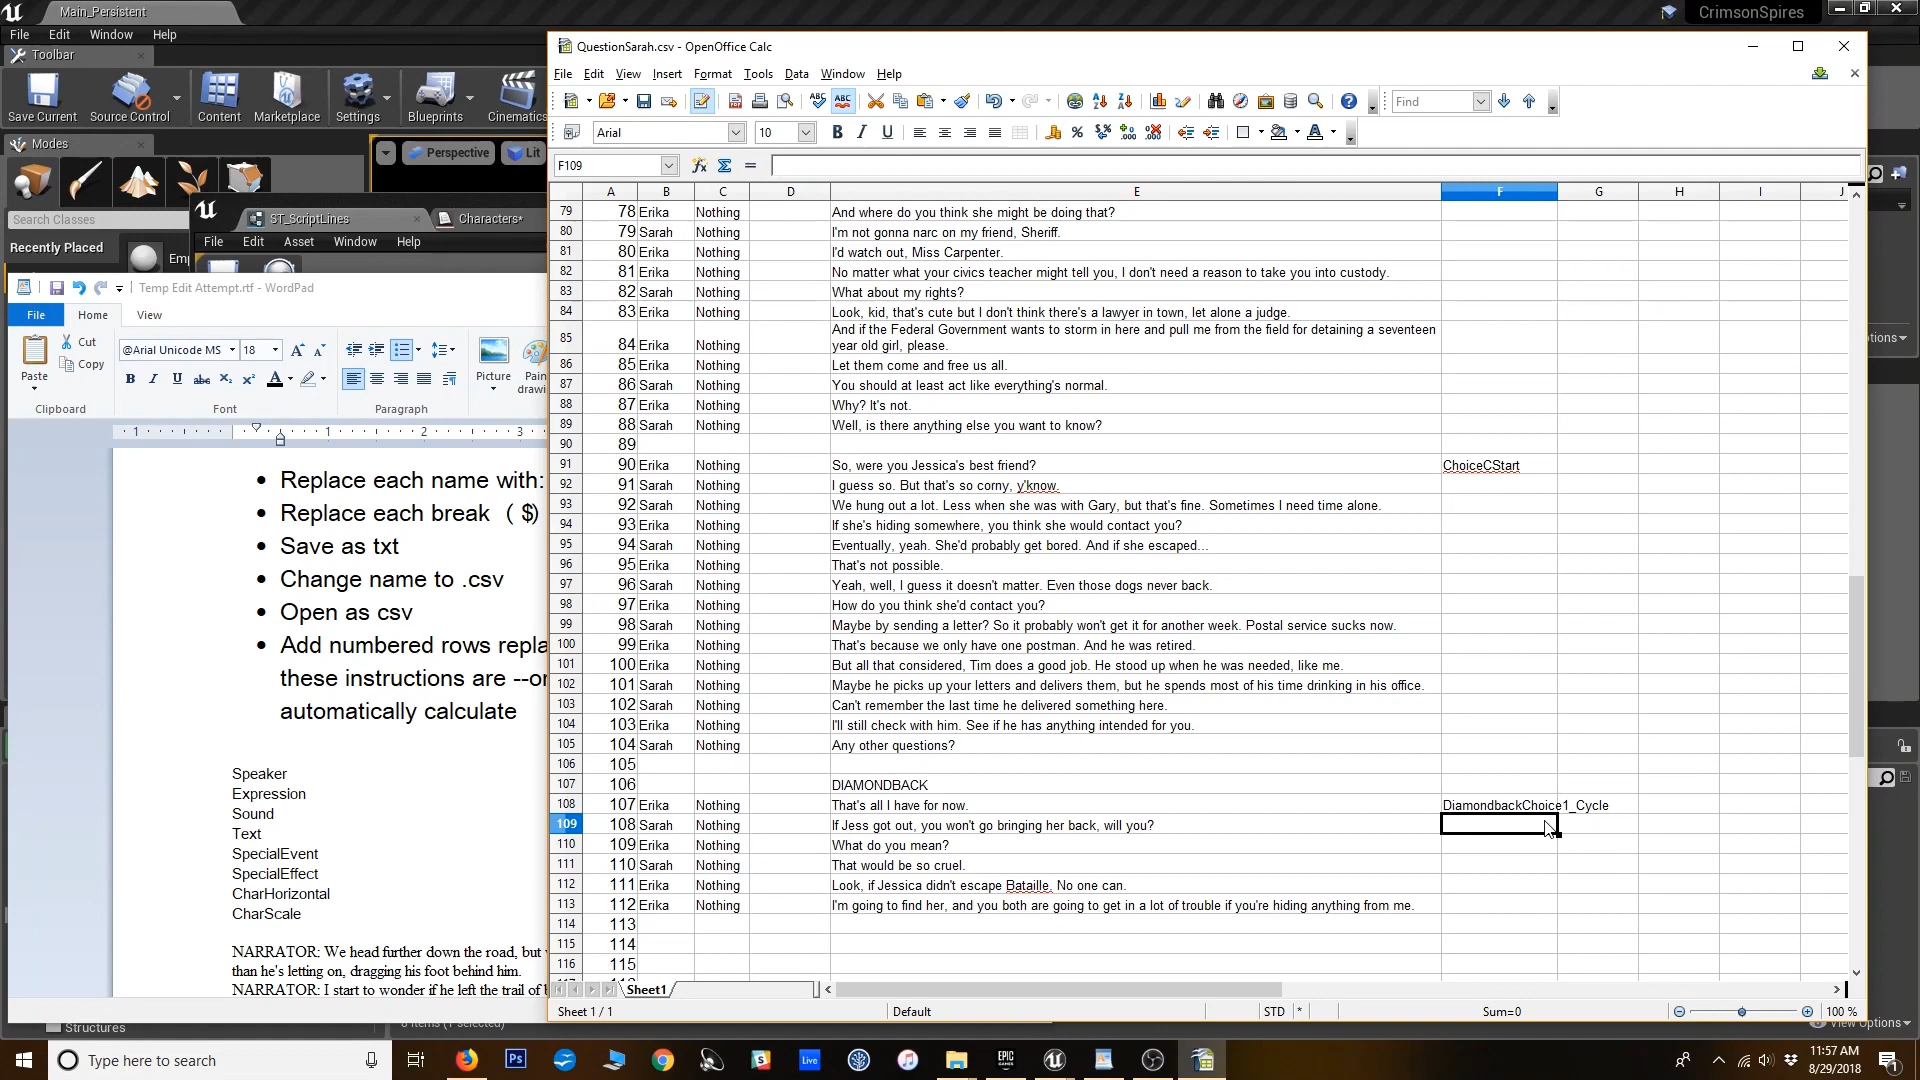 Main_Persistent
CrimsonSpires
File Edit Window Help
Toolbar
Save Current Source Control Content Marketplace Settings Blueprints Cinematics
Modes
Perspective Lit
Search Classes
Recently Placed
ST_ScriptLines Characters*
File Edit Asset Window Help
Temp Edit Attempt.rtf - WordPad
File Home View
Paste Cut Copy
@Arial Unicode MS 18
Picture
Clipboard Font Paragraph
1 1 2 3
• Replace each name with:
• Replace each break ( $)
• Save as txt
• Change name to .csv
• Open as csv
• Add numbered rows repla
these instructions are --or
automatically calculate
Speaker
Expression
Sound
Text
SpecialEvent
SpecialEffect
CharHorizontal
CharScale
NARRATOR: We head further down the road, but
than he's letting on, dragging his foot behind him.
NARRATOR: I start to wonder if he left the trail of
Structures
View Options
QuestionSarah.csv - OpenOffice Calc
File Edit View Insert Format Tools Data Window Help
Find
Arial 10
F109
A B C D E F G H I J
79 78 Erika Nothing And where do you think she might be doing that?
80 79 Sarah Nothing I'm not gonna narc on my friend, Sheriff.
81 80 Erika Nothing I'd watch out, Miss Carpenter.
82 81 Erika Nothing No matter what your civics teacher might tell you, I don't need a reason to take you into custody.
83 82 Sarah Nothing What about my rights?
84 83 Erika Nothing Look, kid, that's cute but I don't think there's a lawyer in town, let alone a judge.
85 84 Erika Nothing And if the Federal Government wants to storm in here and pull me from the field for detaining a seventeen
year old girl, please.
86 85 Erika Nothing Let them come and free us all.
87 86 Sarah Nothing You should at least act like everything's normal.
88 87 Erika Nothing Why? It's not.
89 88 Sarah Nothing Well, is there anything else you want to know?
90 89
91 90 Erika Nothing So, were you Jessica's best friend? ChoiceCStart
92 91 Sarah Nothing I guess so. But that's so corny, y'know.
93 92 Sarah Nothing We hung out a lot. Less when she was with Gary, but that's fine. Sometimes I need time alone.
94 93 Erika Nothing If she's hiding somewhere, you think she would contact you?
95 94 Sarah Nothing Eventually, yeah. She'd probably get bored. And if she escaped…
96 95 Erika Nothing That's not possible.
97 96 Sarah Nothing Yeah, well, I guess it doesn't matter. Even those dogs never back.
98 97 Erika Nothing How do you think she'd contact you?
99 98 Sarah Nothing Maybe by sending a letter? So it probably won't get it for another week. Postal service sucks now.
100 99 Erika Nothing That's because we only have one postman. And he was retired.
101 100 Erika Nothing But all that considered, Tim does a good job. He stood up when he was needed, like me.
102 101 Sarah Nothing Maybe he picks up your letters and delivers them, but he spends most of his time drinking in his office.
103 102 Sarah Nothing Can't remember the last time he delivered something here.
104 103 Erika Nothing I'll still check with him. See if he has anything intended for you.
105 104 Sarah Nothing Any other questions?
106 105
107 106 DIAMONDBACK
108 107 Erika Nothing That's all I have for now. DiamondbackChoice1_Cycle
109 108 Sarah Nothing If Jess got out, you won't go bringing her back, will you?
110 109 Erika Nothing What do you mean?
111 110 Sarah Nothing That would be so cruel.
112 111 Erika Nothing Look, if Jessica didn't escape Bataille. No one can.
113 112 Erika Nothing I'm going to find her, and you both are going to get in a lot of trouble if you're hiding anything from me.
114 113
115 114
116 115
Sheet1
Sheet 1 / 1 Default STD * Sum=0 100 %
Type here to search
11:57 AM
8/29/2018